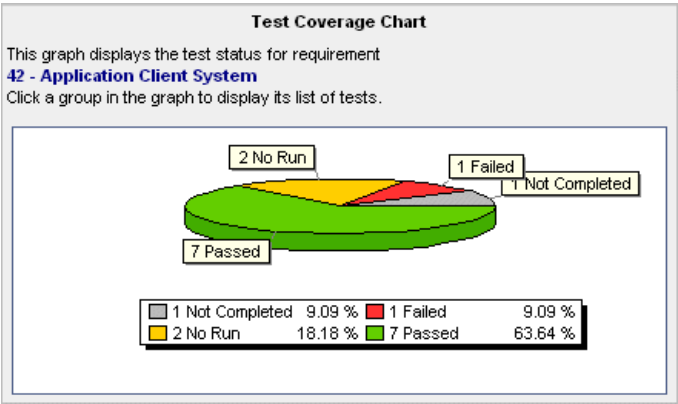 Test Coverage Chart
This graph displays the test status for requirement
42 - Application Client System
Click a group in the graph to display its list of tests.
2 No Run
1 Failed
1 Not Completed
7 Passed
1 Not Completed 9.09 % 1 Failed 9.09 %
2 No Run 18.18 % 7 Passed 63.64 %